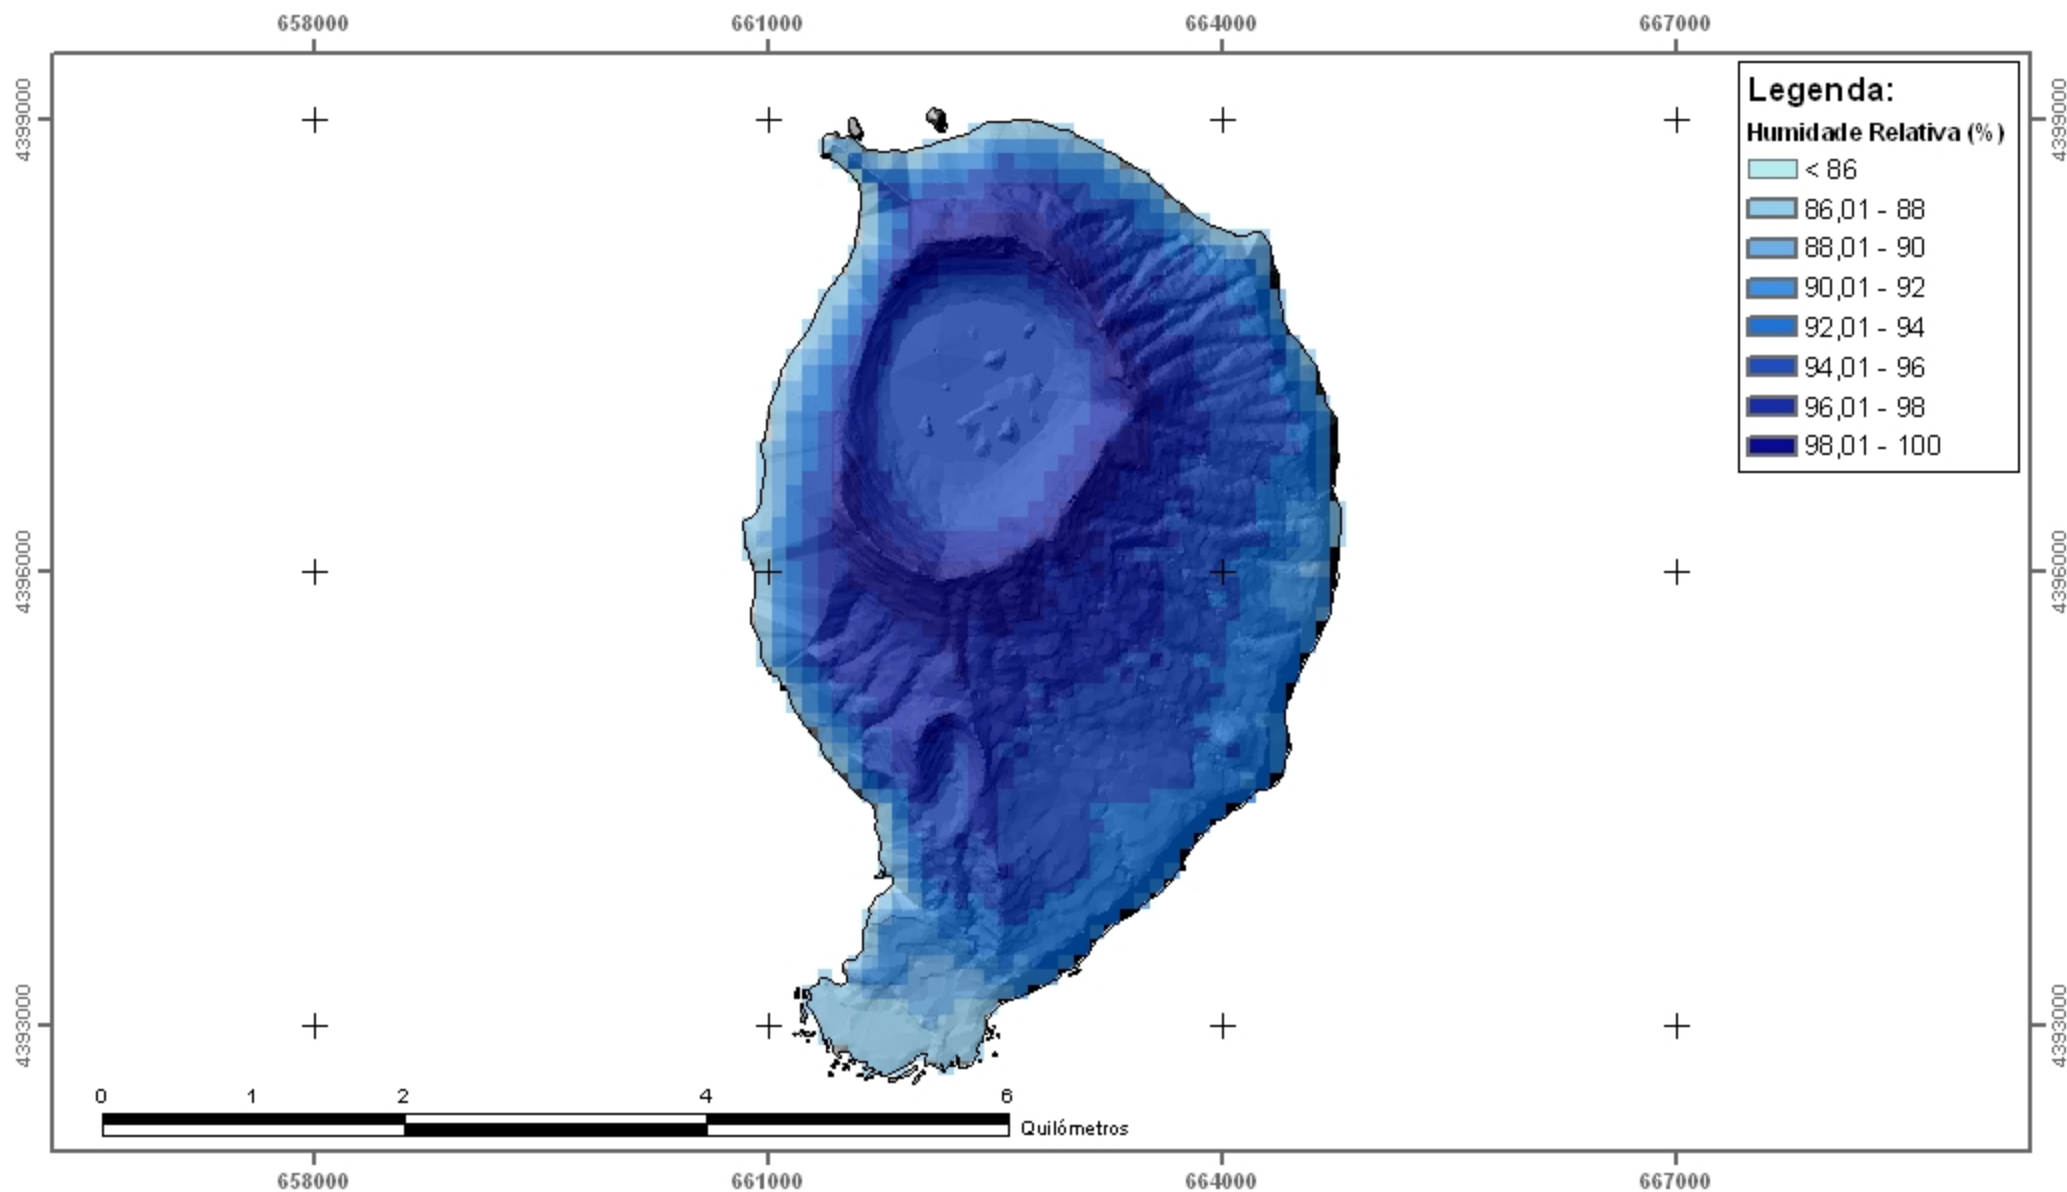 658000 661000 664000 667000
4399000 4399000
Legenda:
Humidade Relativa (%)
< 86
86,01 - 88
88,01 - 90
90,01 - 92
92,01 - 94
94,01 - 96
96,01 - 98
98,01 - 100
4396000 4396000
4393000 4393000
0 1 2 4 6
Quilómetros
658000 661000 664000 667000